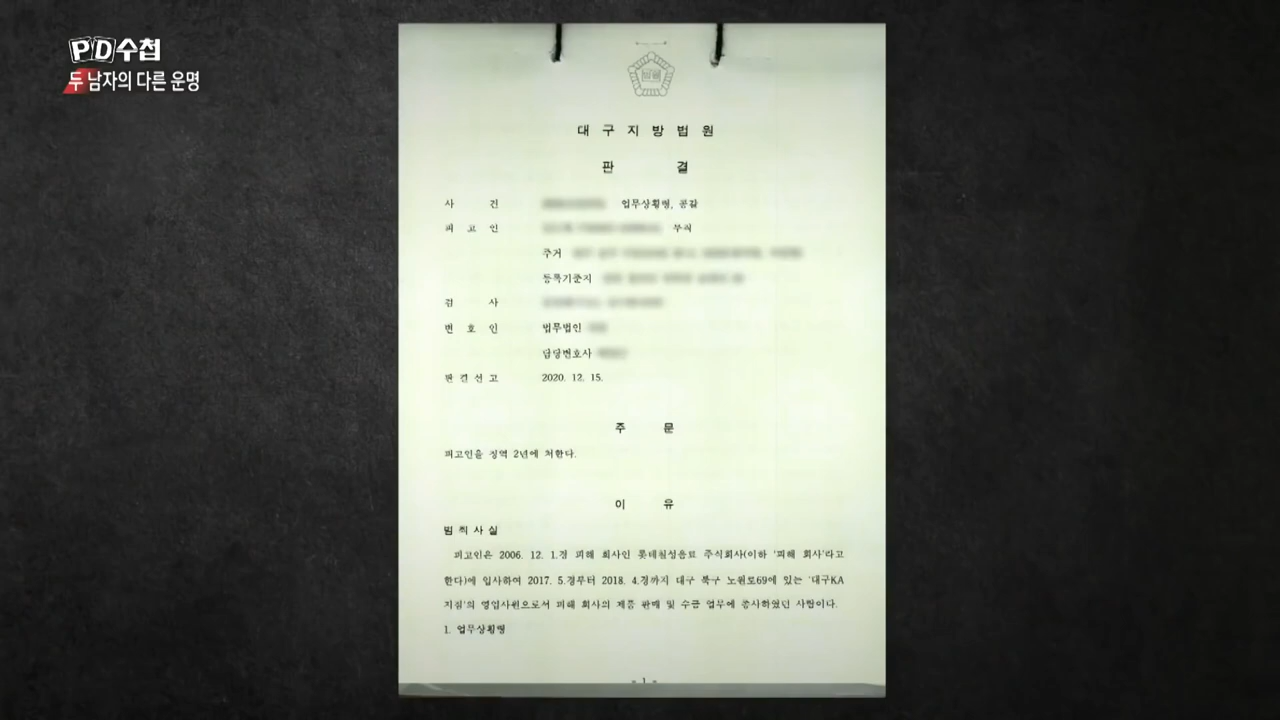 PD수첩
두 남자의 다른 운명
법원
대 구 지 방 법 원
판 결
사 건 업무상횡령, 공갈
피 고 인 무직
주거
등록기준지
검 사
변 호 인 법무법인
담당변호사
판 결 선 고 2020. 12. 15.
주 문
피고인을 징역 2년에 처한다.
이 유
범 죄 사 실
피고인은 2006. 12. 1.경 피해 회사인 롯데칠성음료 주식회사(이하 '피해 회사'라고
한다)에 입사하여 2017. 5.경부터 2018. 4.경까지 대구 북구 노원로69에 있는 '대구KA
지점'의 영업사원으로서 피해 회사의 제품 판매 및 수금 업무에 종사하였던 사람이다.
1. 업무상횡령
- 1 -